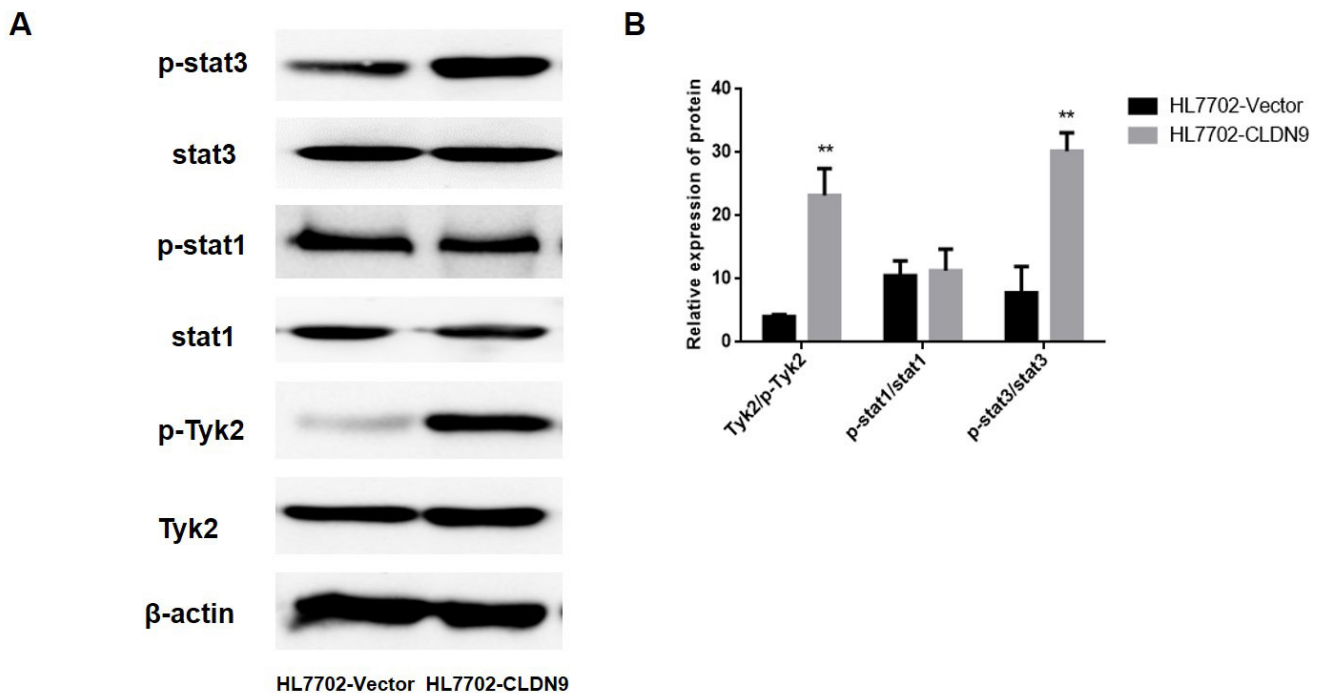 A
p-stat3
stat3
p-stat1
stat1
p-Tyk2
Tyk2
β-actin
HL7702-Vector HL7702-CLDN9
B
Relative expression of protein
40
30
20
10
0
**
**
Tyk2/p-Tyk2
p-stat1/stat1
p-stat3/stat3
HL7702-Vector
HL7702-CLDN9